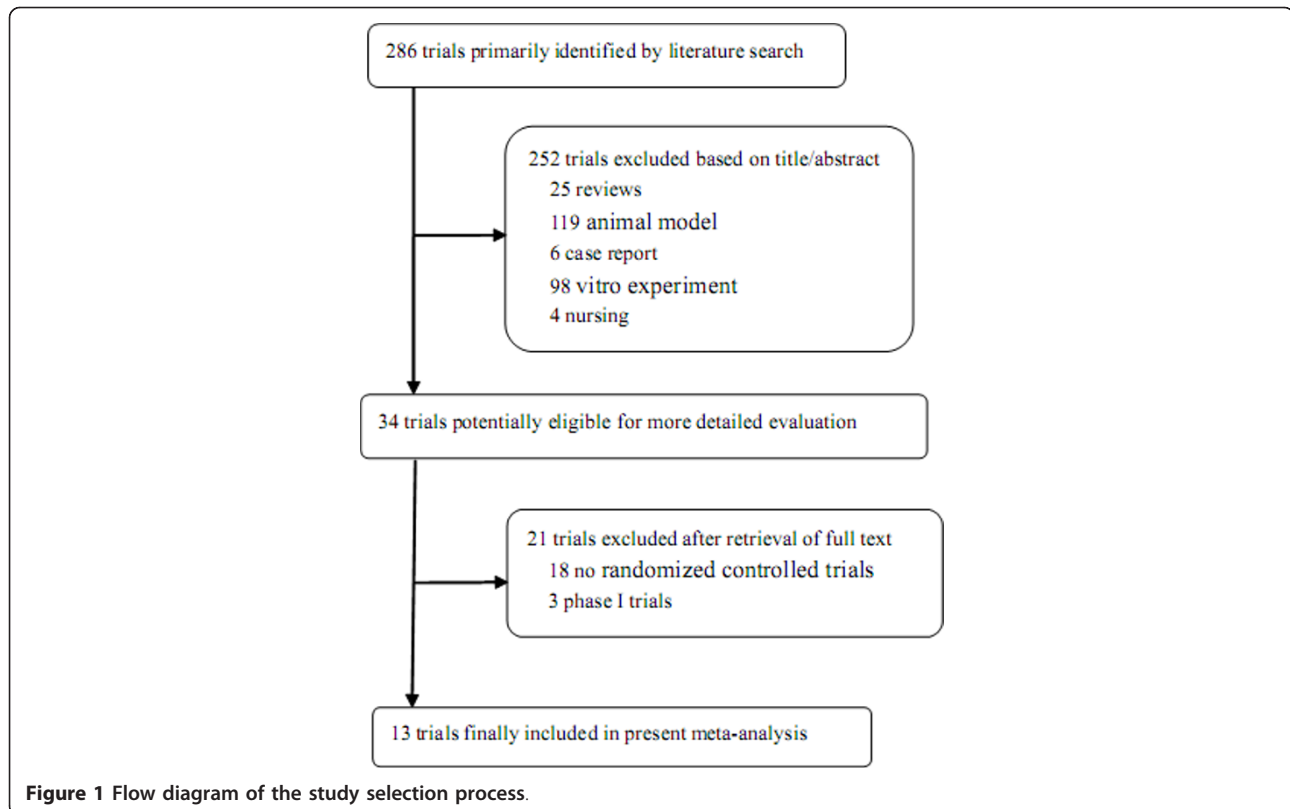 286 trials primarily identified by literature search
252 trials excluded based on title/abstract
25 reviews
119 animal model
6 case report
98 vitro experiment
4 nursing
34 trials potentially eligible for more detailed evaluation
21 trials excluded after retrieval of full text
18 no randomized controlled trials
3 phase I trials
13 trials finally included in present meta-analysis
Figure 1 Flow diagram of the study selection process.